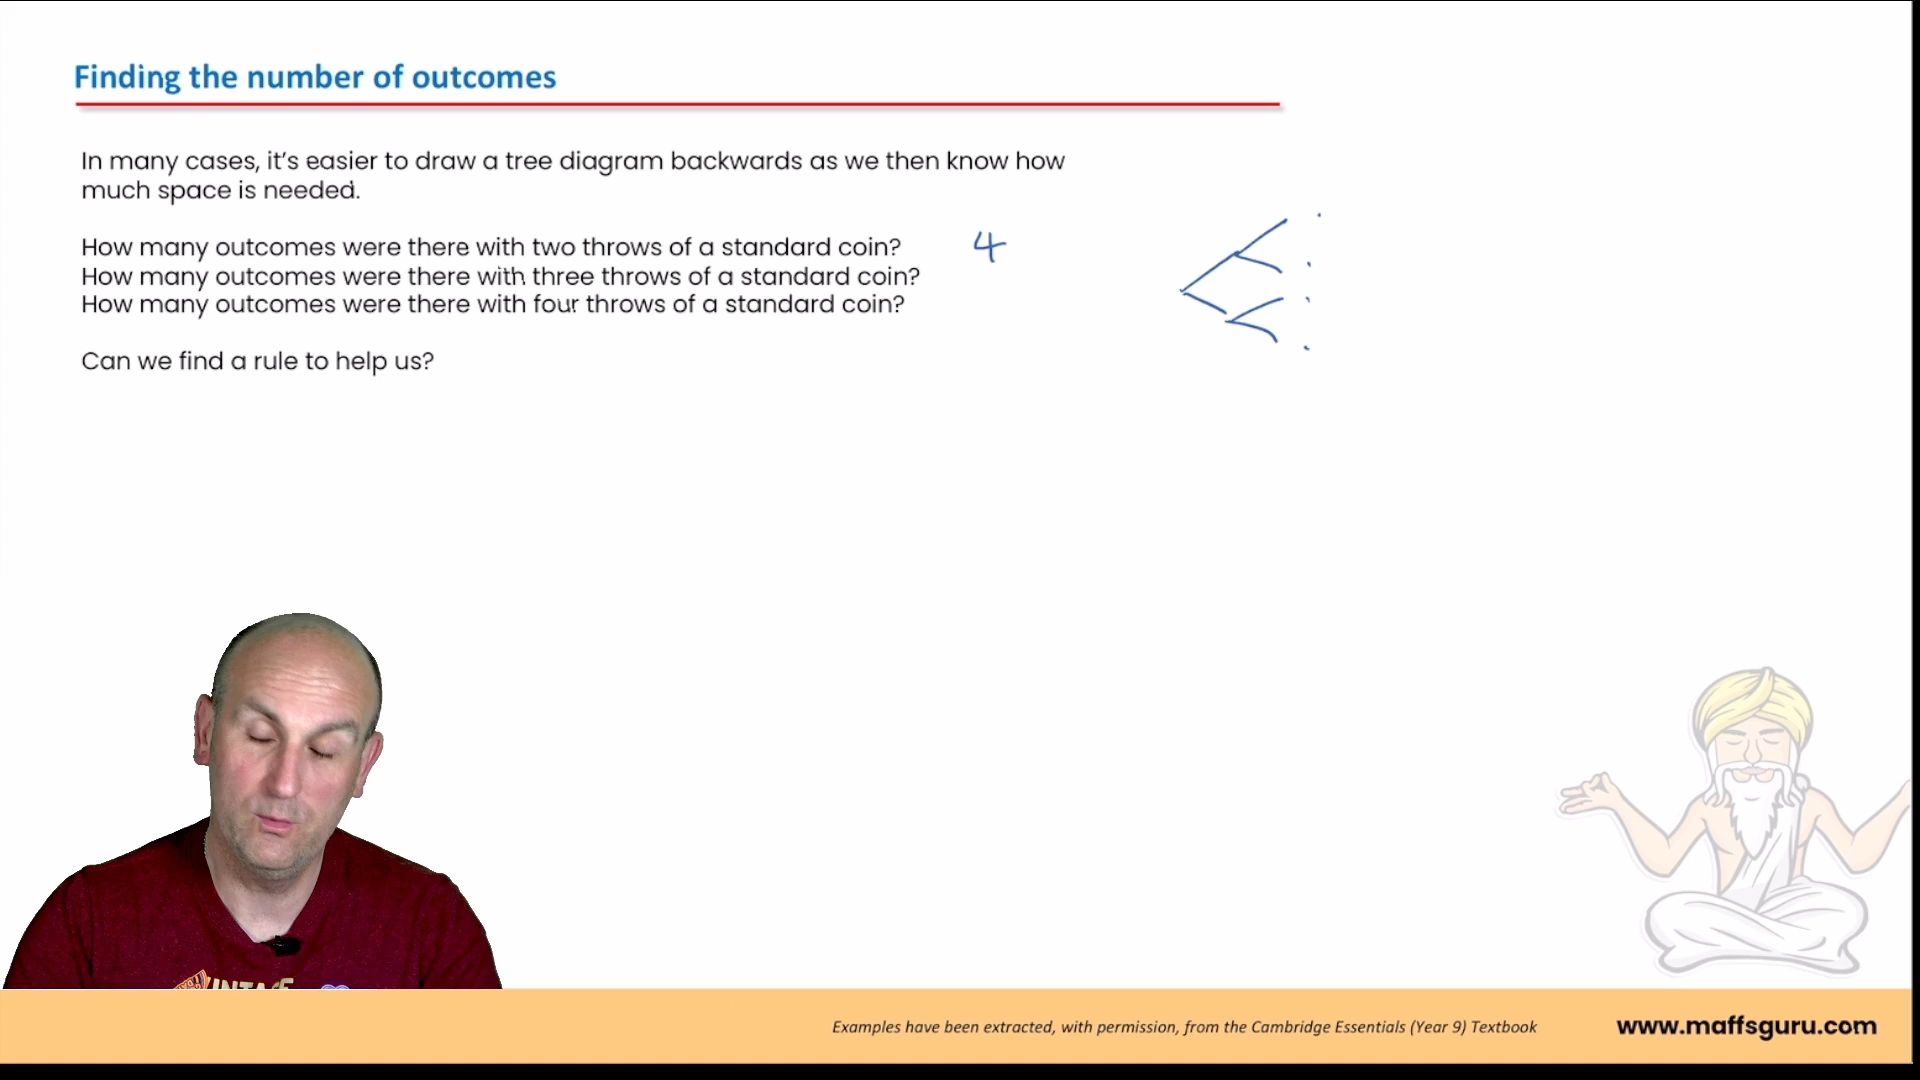 Finding the number of outcomes
In many cases, it's easier to draw a tree diagram backwards as we then know how
much space is needed.
How many outcomes were there with two throws of a standard coin? 4
How many outcomes were there with three throws of a standard coin?
How many outcomes were there with four throws of a standard coin?
Can we find a rule to help us?
Examples have been extracted, with permission, from the Cambridge Essentials (Year 9) Textbook
www.maffsguru.com